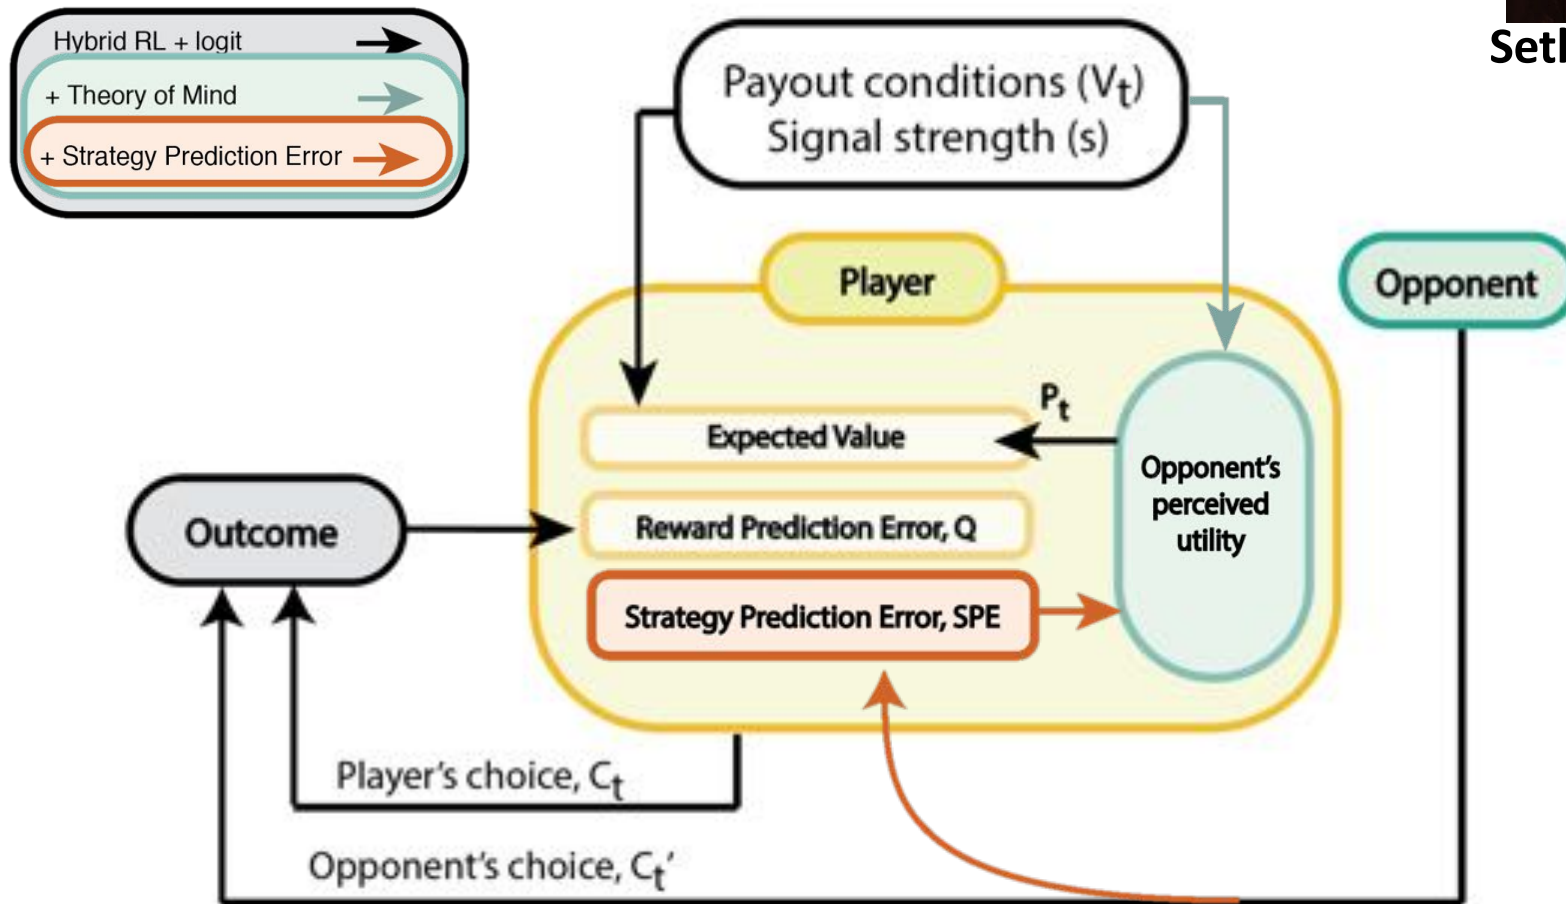 Hybrid RL + logit
+ Theory of Mind
+ Strategy Prediction Error
Payout conditions (Vt)
Signal strength (s)
Player
Opponent
Expected Value
Pt
Opponent's
perceived
utility
Outcome
Reward Prediction Error, Q
Strategy Prediction Error, SPE
Player's choice, Ct
Opponent's choice, Ct'